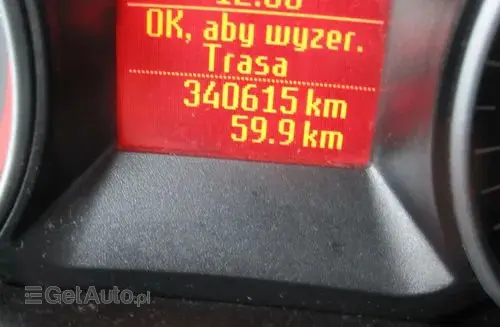 OK, aby wyzer.
Trasa
340615 km
59.9 km
GetAuto.pl